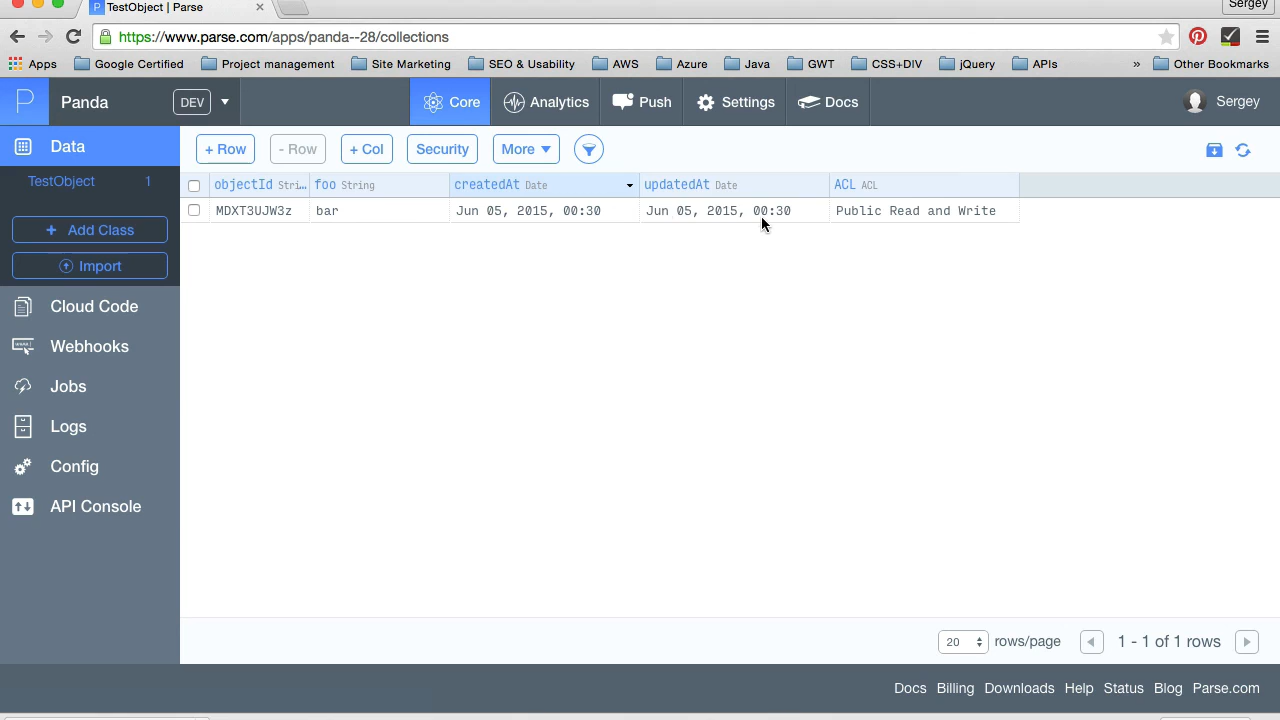 TestObject | Parse
Sergey
https://www.parse.com/apps/panda--28/collections
Apps Google Certified Project management Site Marketing SEO & Usability AWS Azure Java GWT CSS+DIV jQuery APIs » Other Bookmarks
P Panda DEV Core Analytics Push Settings Docs Sergey
Data
TestObject 1
+ Add Class
Import
Cloud Code
Webhooks
Jobs
Logs
Config
API Console
+ Row - Row + Col Security More
objectId Stri... foo String createdAt Date updatedAt Date ACL ACL
MDXT3UJW3z bar Jun 05, 2015, 00:30 Jun 05, 2015, 00:30 Public Read and Write
20 rows/page 1 - 1 of 1 rows
Docs Billing Downloads Help Status Blog Parse.com